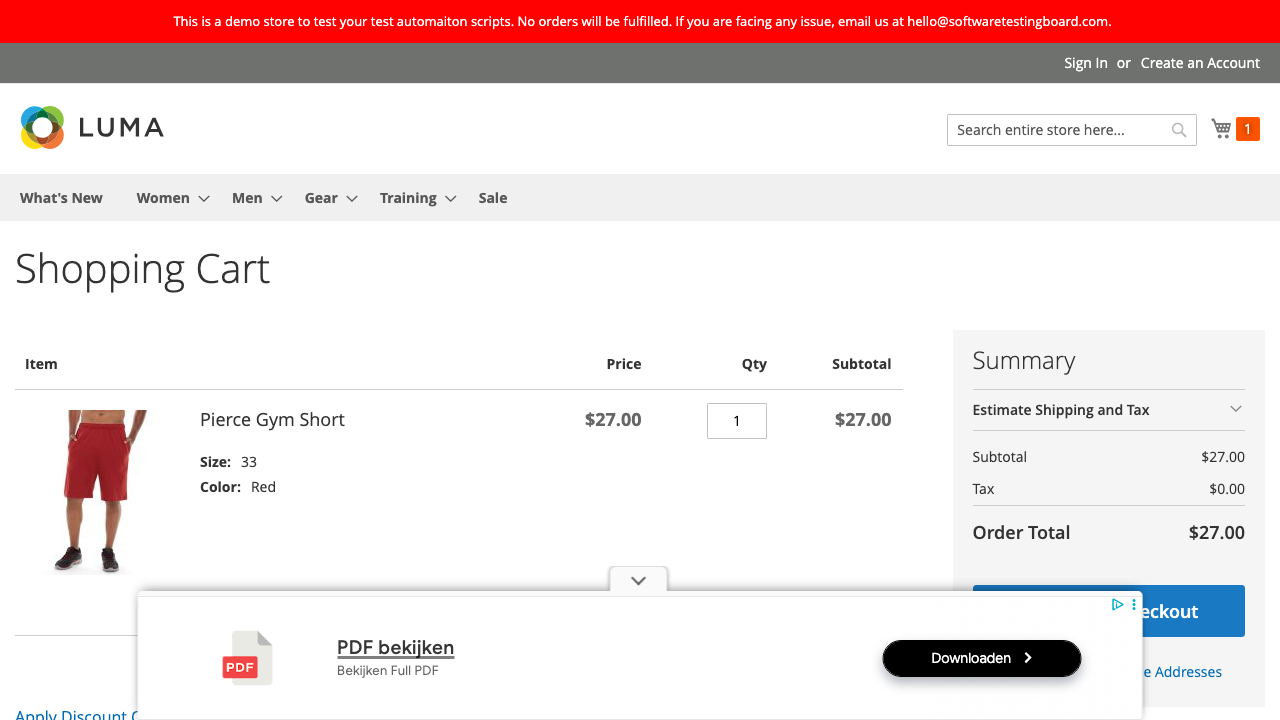 This is a demo store to test your test automaiton scripts. No orders will be fulfilled. If you are facing any issue, email us at hello@softwaretestingboard.com.
Sign In or Create an Account
LUMA
Search entire store here...
1
What's New Women Men Gear Training Sale
Shopping Cart
Item Price Qty Subtotal
Pierce Gym Short $27.00 1 $27.00
Size: 33
Color: Red
Summary
Estimate Shipping and Tax
Subtotal $27.00
Tax $0.00
Order Total $27.00
eckout
e Addresses
PDF
PDF bekijken
Bekijken Full PDF
Downloaden
Apply Discount